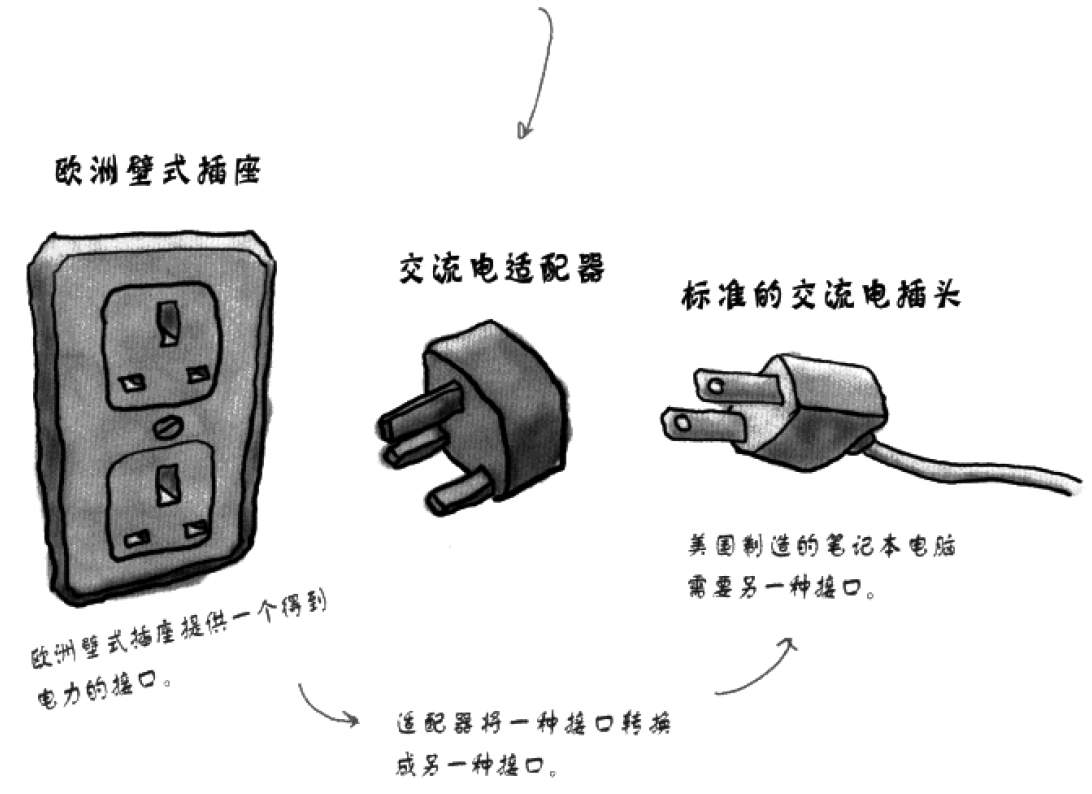 欧洲壁式插座
交流电适配器
标准的交流电插头
美国制造的笔记本电脑
需要另一种接口。
欧洲壁式插座提供一个得到
电力的接口。
适配器将一种接口转换
成另一种接口。